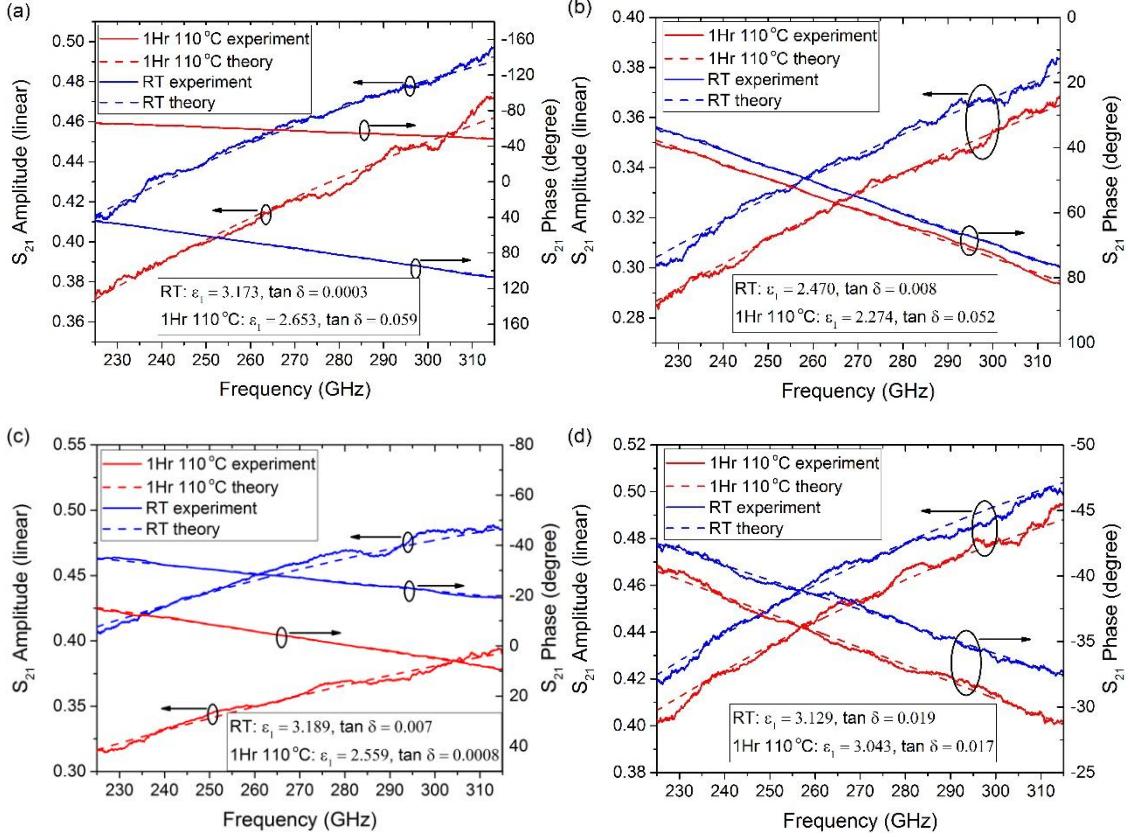 (a)
S21 Amplitude (linear)
0.50
0.48
0.46
0.44
0.42
0.40
0.38
0.36
1Hr 110 °C experiment
1Hr 110 °C theory
RT experiment
RT theory
RT: ε1 = 3.173, tan δ = 0.0003
1Hr 110 °C: ε1 = 2.653, tan δ = 0.059
-160
-120
-80
-40
0
40
80
120
160
S21 Phase (degree)
230 240 250 260 270 280 290 300 310
Frequency (GHz)
(b)
S21 Amplitude (linear)
0.40
0.38
0.36
0.34
0.32
0.30
0.28
1Hr 110 °C experiment
1Hr 110 °C theory
RT experiment
RT theory
RT: ε1 = 2.470, tan δ = 0.008
1Hr 110 °C: ε1 = 2.274, tan δ = 0.052
0
20
40
60
80
100
S21 Phase (degree)
230 240 250 260 270 280 290 300 310
Frequency (GHz)
(c)
S21 Amplitude (linear)
0.55
0.50
0.45
0.40
0.35
0.30
1Hr 110 °C experiment
1Hr 110 °C theory
RT experiment
RT theory
RT: ε1 = 3.189, tan δ = 0.007
1Hr 110 °C: ε1 = 2.559, tan δ = 0.0008
-80
-60
-40
-20
0
20
40
S21 Phase (degree)
230 240 250 260 270 280 290 300 310
Frequency (GHz)
(d)
S21 Amplitude (linear)
0.52
0.50
0.48
0.46
0.44
0.42
0.40
0.38
1Hr 110 °C experiment
1Hr 110 °C theory
RT experiment
RT theory
RT: ε1 = 3.129, tan δ = 0.019
1Hr 110 °C: ε1 = 3.043, tan δ = 0.017
-50
-45
-40
-35
-30
-25
S21 Phase (degree)
230 240 250 260 270 280 290 300 310
Frequency (GHz)